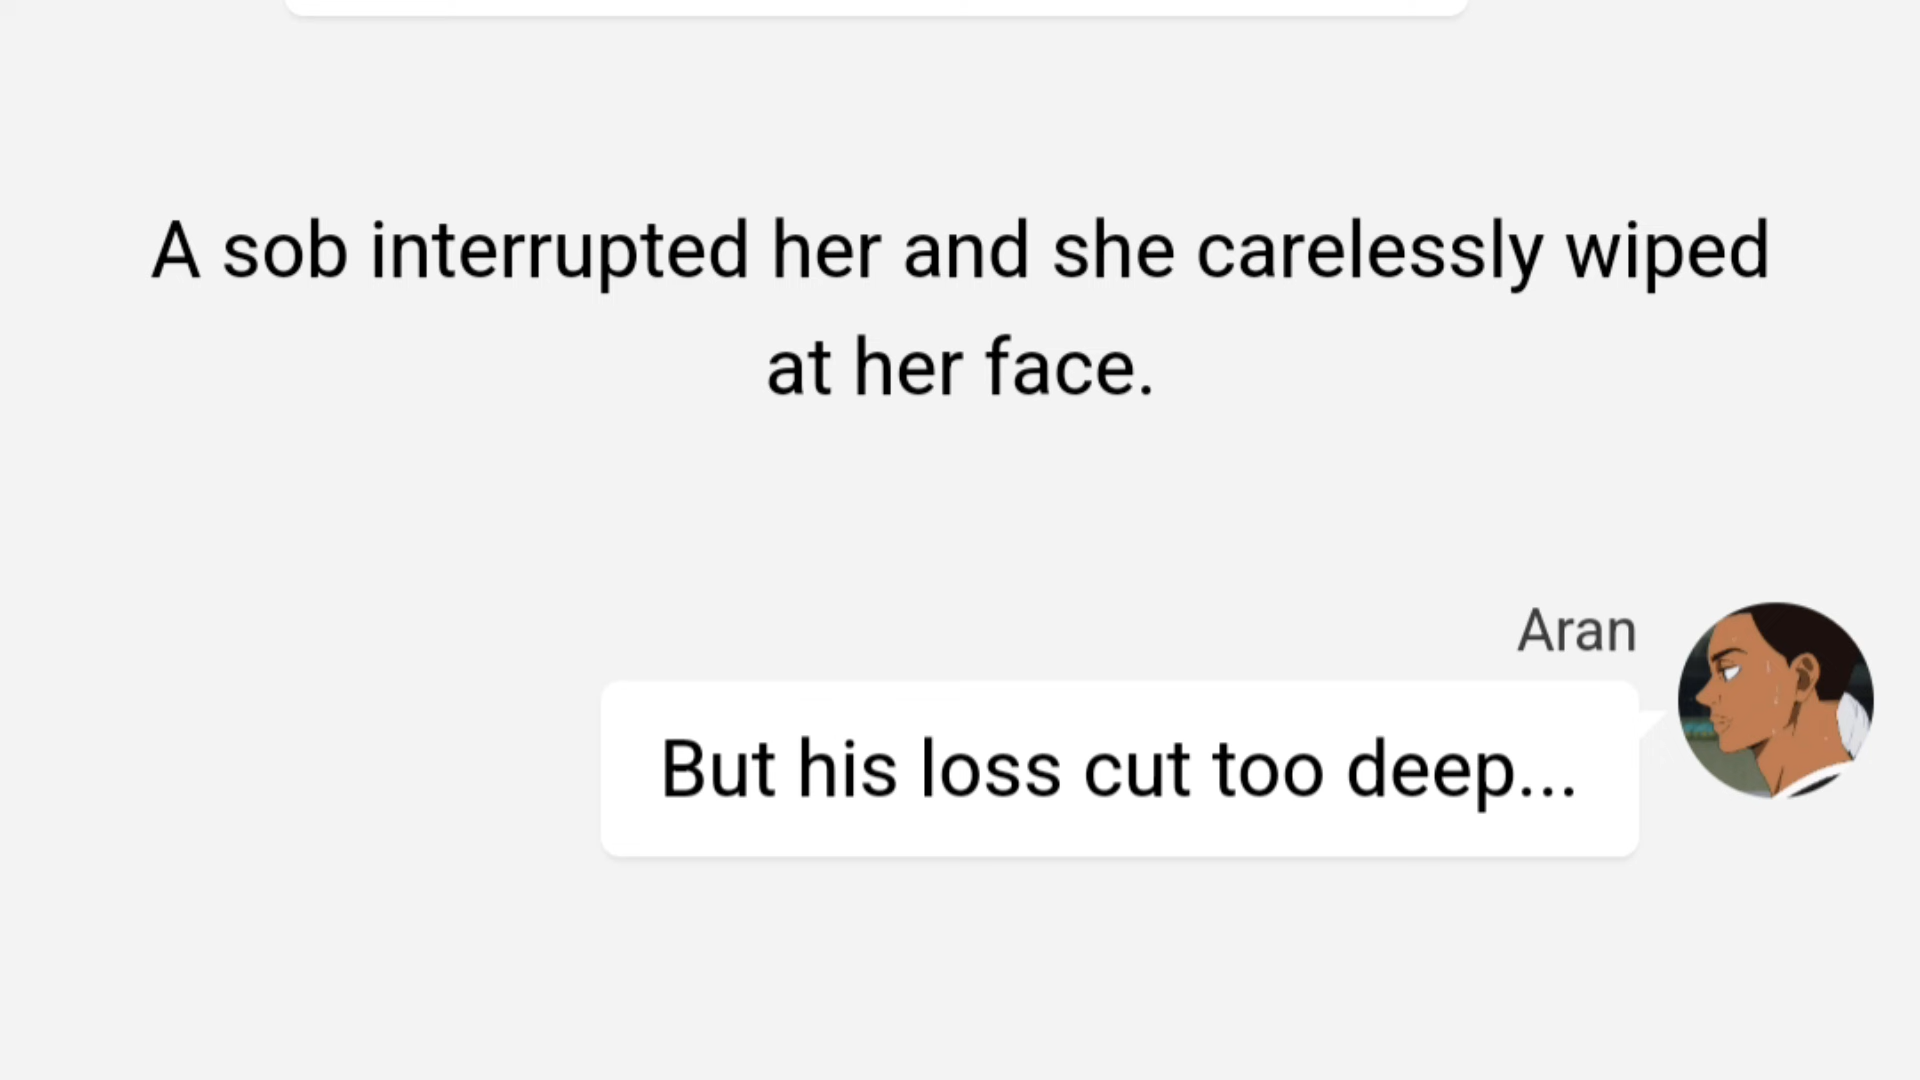 A sob interrupted her and she carelessly wiped
at her face.
Aran
But his loss cut too deep...